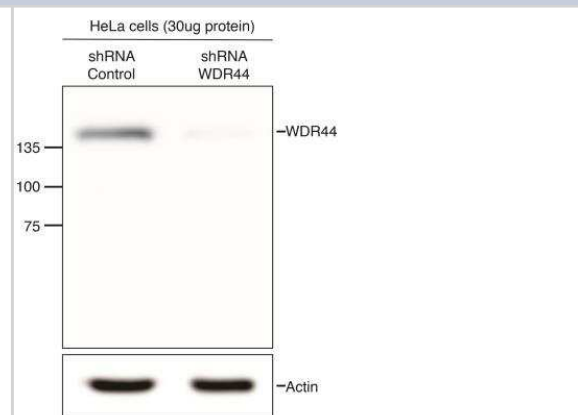 HeLa cells (30ug protein)
shRNA shRNA
Control WDR44
WDR44
135
100
75
Actin